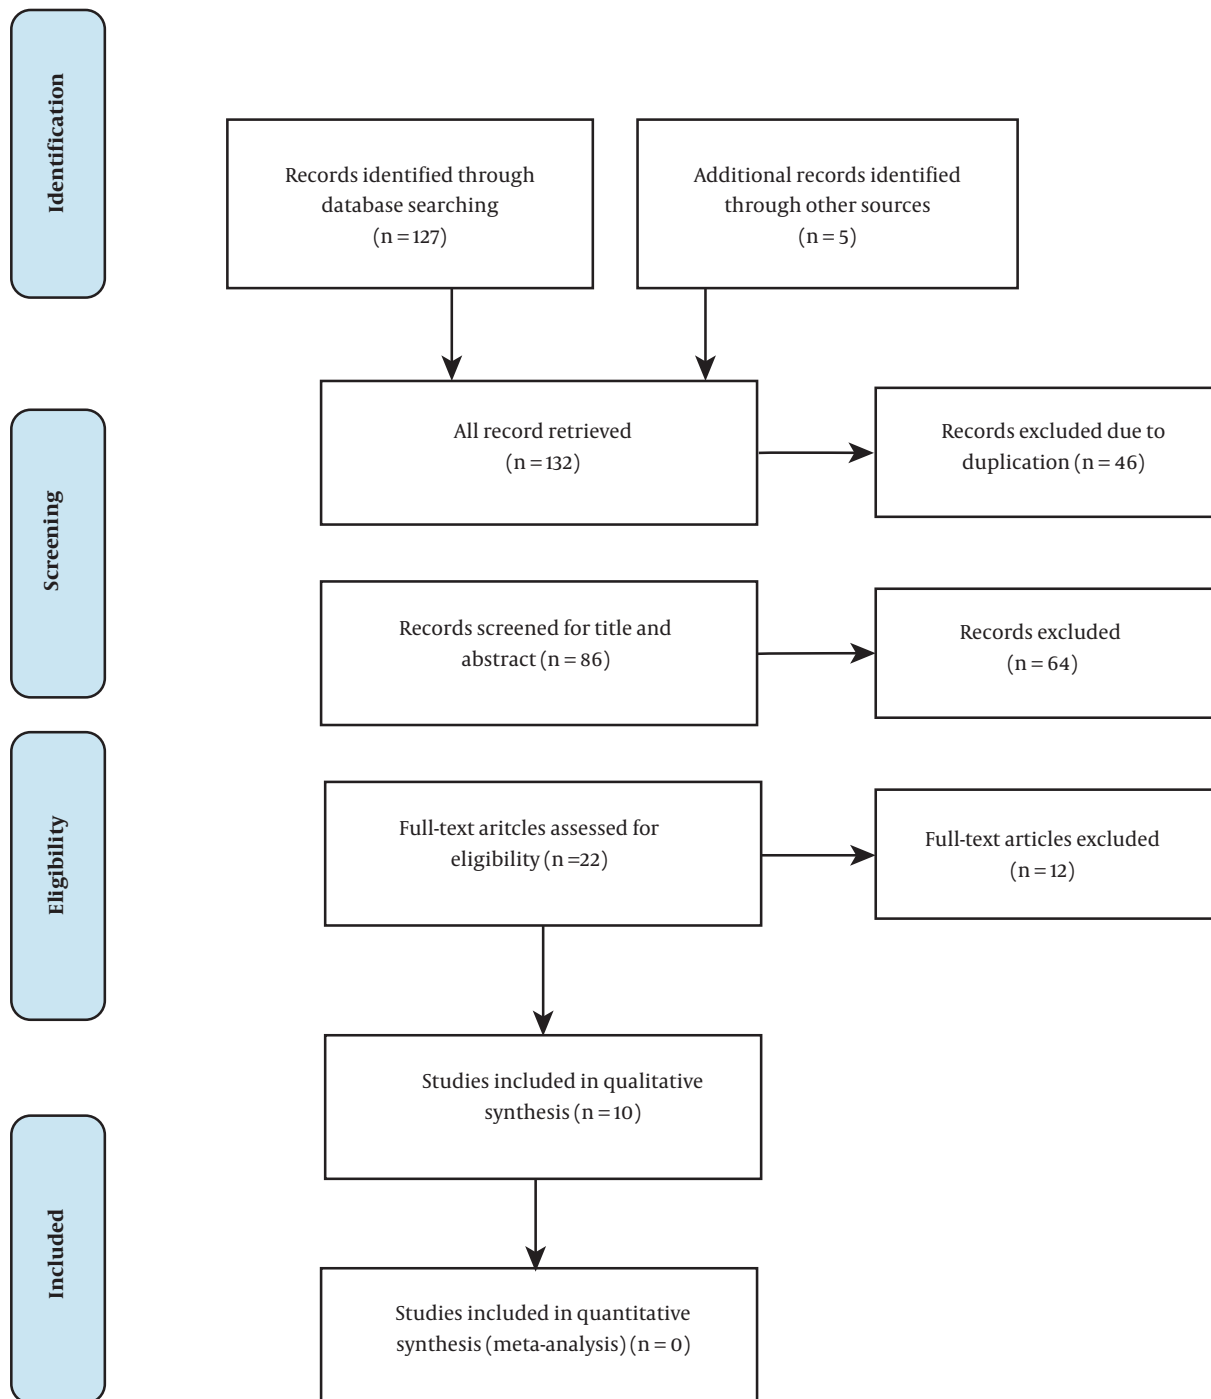 Identification
Records identified through
database searching
(n = 127)
Additional records identified
through other sources
(n = 5)
Screening
All record retrieved
(n = 132)
Records excluded due to
duplication (n = 46)
Records screened for title and
abstract (n = 86)
Records excluded
(n = 64)
Eligibility
Full-text aritcles assessed for
eligibility (n =22)
Full-text articles excluded
(n = 12)
Included
Studies included in qualitative
synthesis (n = 10)
Studies included in quantitative
synthesis (meta-analysis) (n = 0)